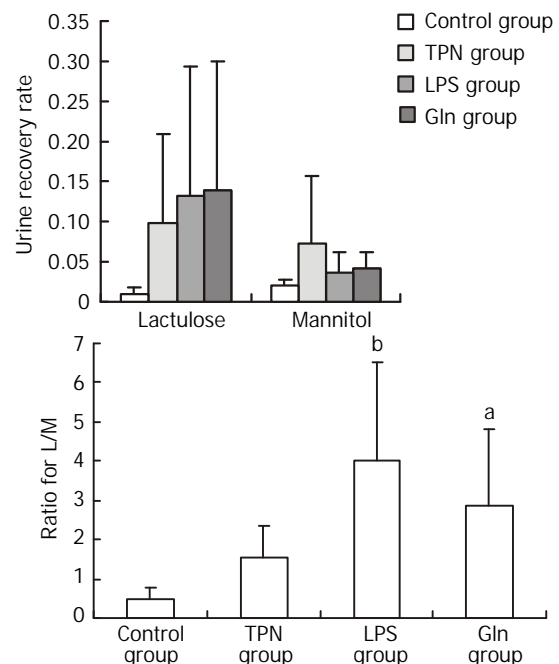 0.35
0.30
0.25
0.20
0.15
0.10
0.05
0
Urine recovery rate
Control group
TPN group
LPS group
Gln group
Lactulose Mannitol
7
6
5
4
3
2
1
0
Ratio for L/M
b
a
Control TPN LPS Gln
group group group group